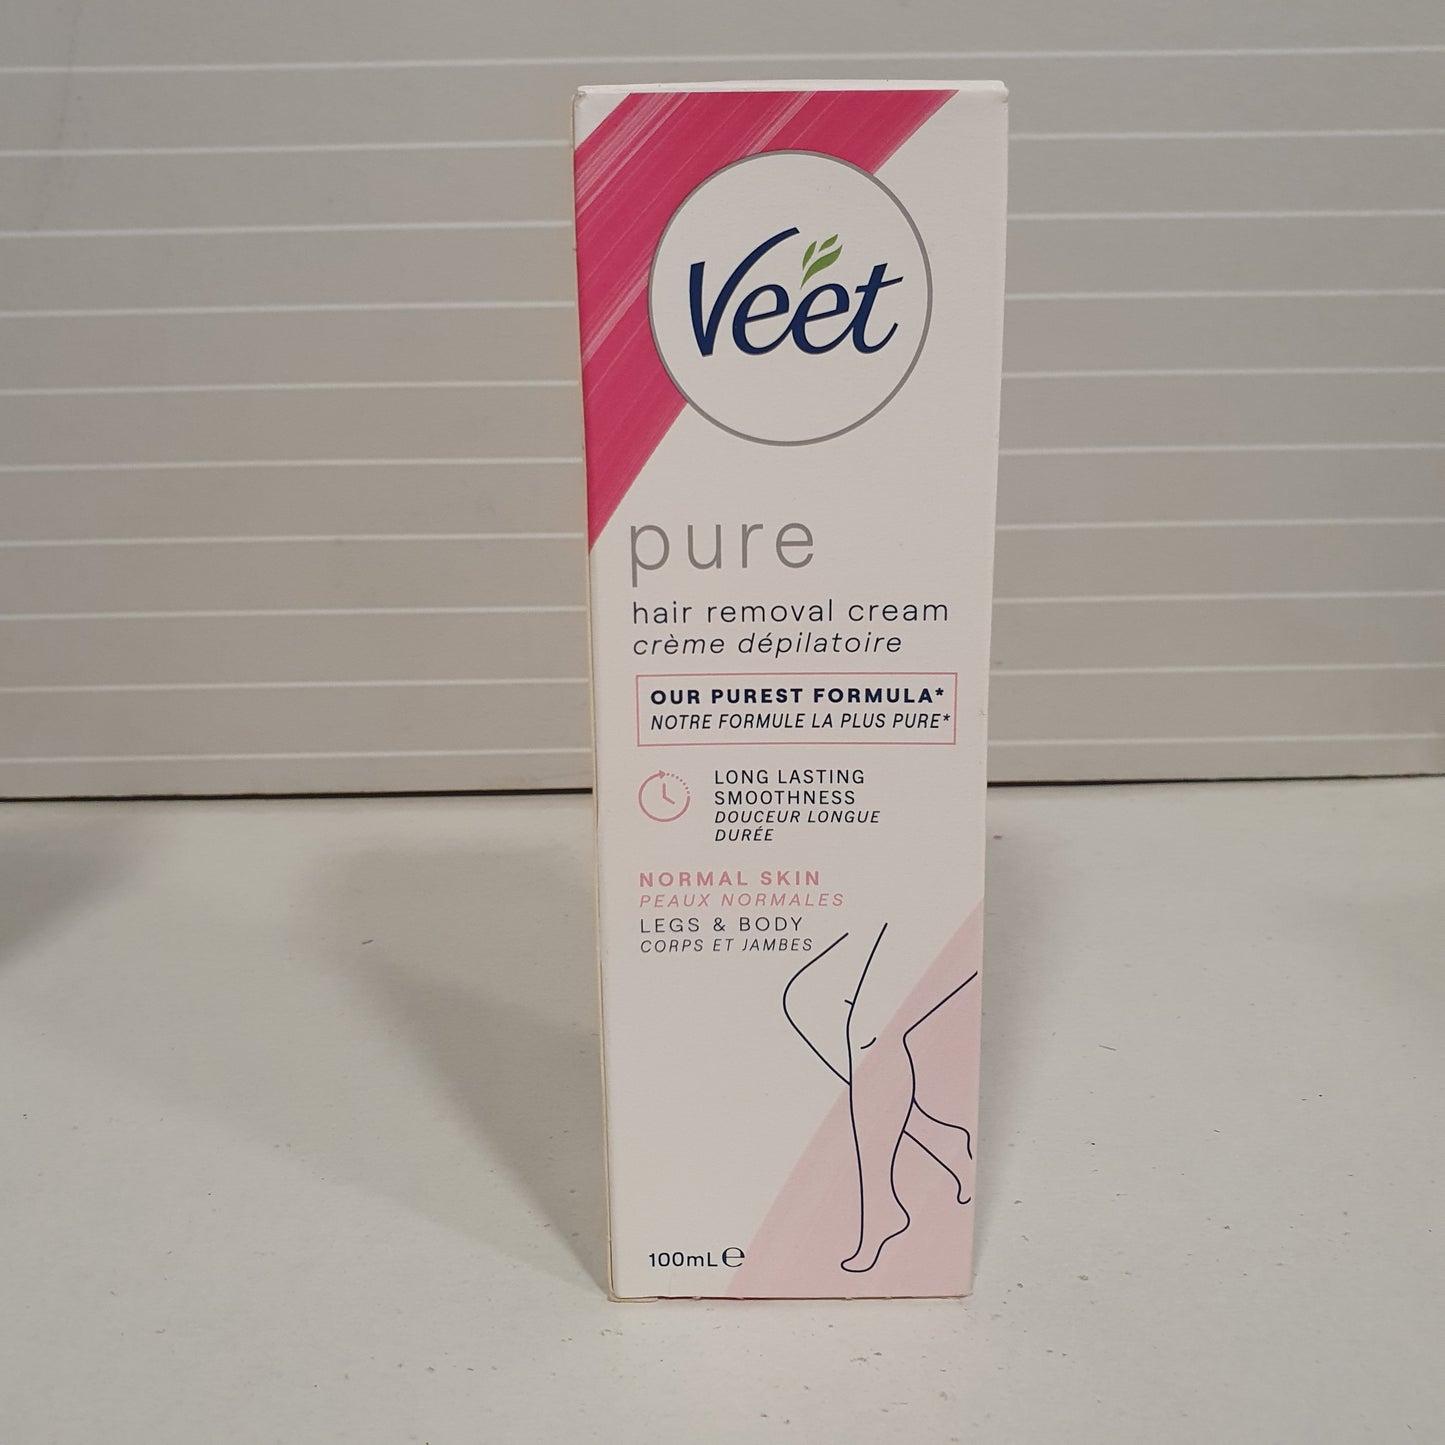 Veet
pure
hair removal cream
crème dépilatoire
OUR PUREST FORMULA*
NOTRE FORMULE LA PLUS PURE*
LONG LASTING
SMOOTHNESS
DOUCEUR LONGUE
DURÉE
NORMAL SKIN
PEAUX NORMALES
LEGS & BODY
CORPS ET JAMBES
100mL℮